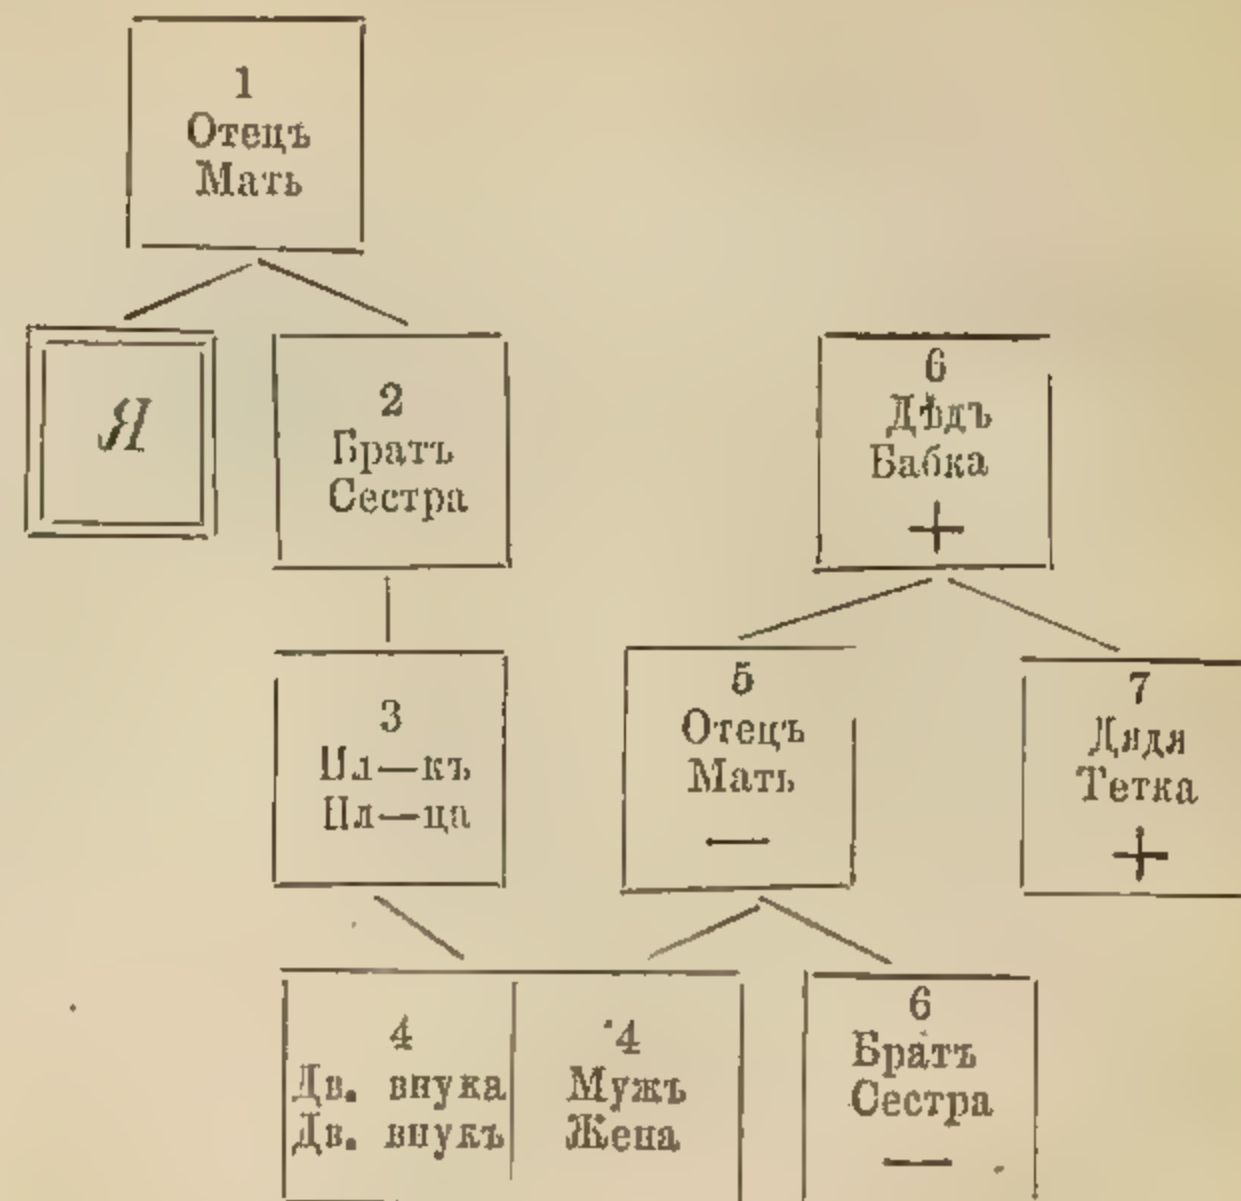 1
Отецъ
Мать
Я
2
Братъ
Сестра
6
Дѣдъ
Бабка
+
3
Пл—къ
Пл—ца
5
Отецъ
Мать
—
7
Дядя
Тетка
+
4
Дв. внука
Дв. внукъ
4
Мужъ
Жена
6
Братъ
Сестра
—